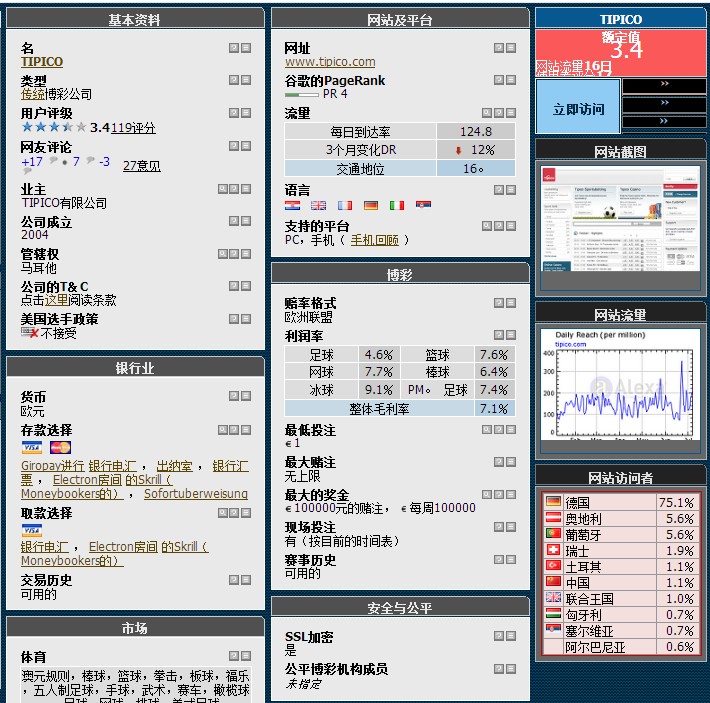 基本资料
名
TIPICO
类型
传统博彩公司
用户评级
3.4119评分
网友评论
+17 7 -3 27意见
业主
TIPICO有限公司
公司成立
2004
管辖权
马耳他
公司的T& C
点击这里阅读条款
美国选手政策
不接受
银行业
货币
欧元
存款选择
VISA MasterCard
Giropay进行 银行电汇 ， 出纳室 ， 银行汇
票 ， Electron房间 的Skrill（
Moneybookers的） ， Sofortuberweisung
取款选择
VISA
银行电汇 ， Electron房间 的Skrill（
Moneybookers的）
交易历史
可用的
市场
体育
澳元规则，棒球，篮球，拳击，板球，福乐
，五人制足球，手球，武术，赛车，橄榄球
网站及平台
网址
www.tipico.com
谷歌的PageRank
PR 4
流量
每日到达率 124.8
3个月变化DR 12%
交通地位 16。
语言
支持的平台
PC，手机（ 手机回顾 ）
博彩
赔率格式
欧洲联盟
利润率
足球 4.6% 篮球 7.6%
网球 7.7% 棒球 6.4%
冰球 9.1% PM。 足球 7.4%
整体毛利率 7.1%
最低投注
€ 1
最大赌注
无上限
最大的奖金
€ 100000元的赌注， € 每周100000
现场投注
有（按目前的时间表）
赛事历史
可用的
安全与公平
SSL加密
是
公平博彩机构成员
未指定
TIPICO
额定值
3.4
网站流量16日
立即访问
>>
>>
>>
网站截图
网站流量
Daily Reach (per million)
tipico.com
400
300
200
100
0
Alexa
Feb Mar Apr May Jun Jul
网站访问者
德国 75.1%
奥地利 5.6%
葡萄牙 5.6%
瑞士 1.9%
土耳其 1.1%
中国 1.1%
联合王国 1.0%
匈牙利 0.7%
塞尔维亚 0.7%
阿尔巴尼亚 0.6%